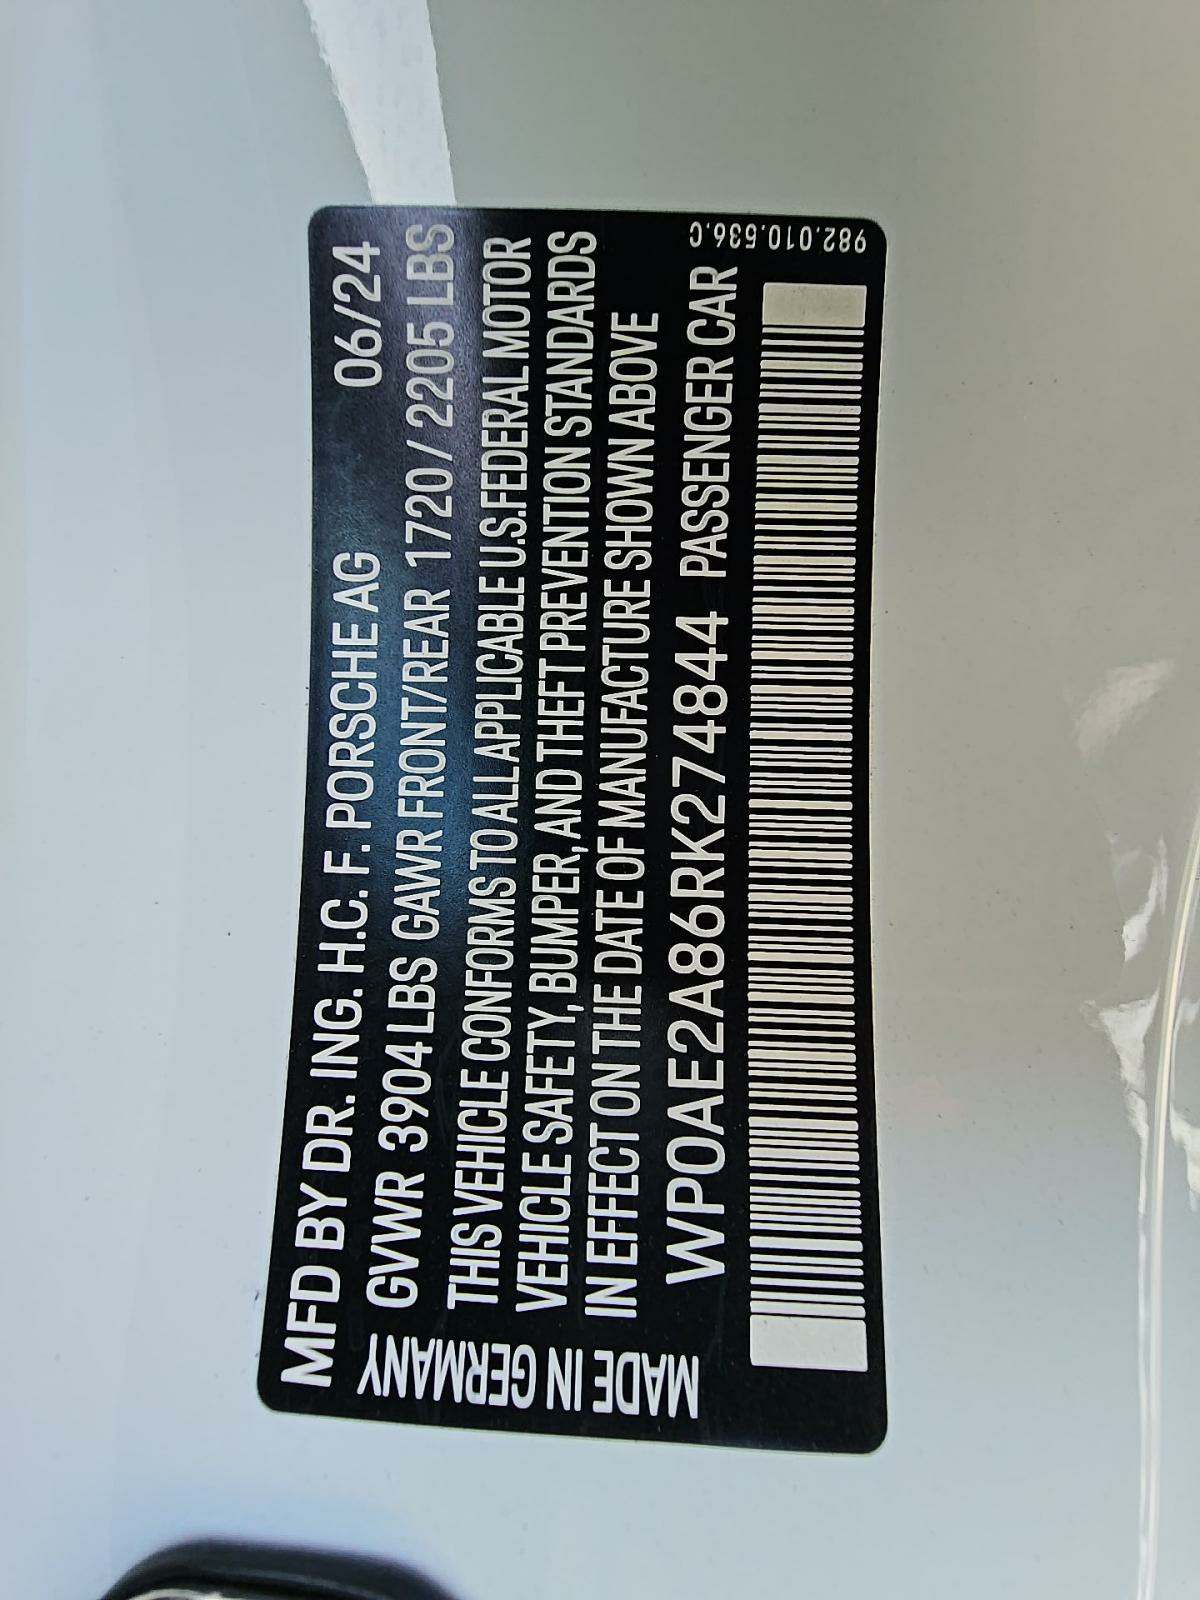 MFD BY DR. ING. H.C. F. PORSCHE AG 06/24
GVWR 3904 LBS GAWR FRONT/REAR 1720 / 2205 LBS
THIS VEHICLE CONFORMS TO ALL APPLICABLE U.S. FEDERAL MOTOR
VEHICLE SAFETY, BUMPER, AND THEFT PREVENTION STANDARDS
IN EFFECT ON THE DATE OF MANUFACTURE SHOWN ABOVE
WP0AE2A86RK274844 PASSENGER CAR
MADE IN GERMANY
982.010.536.C